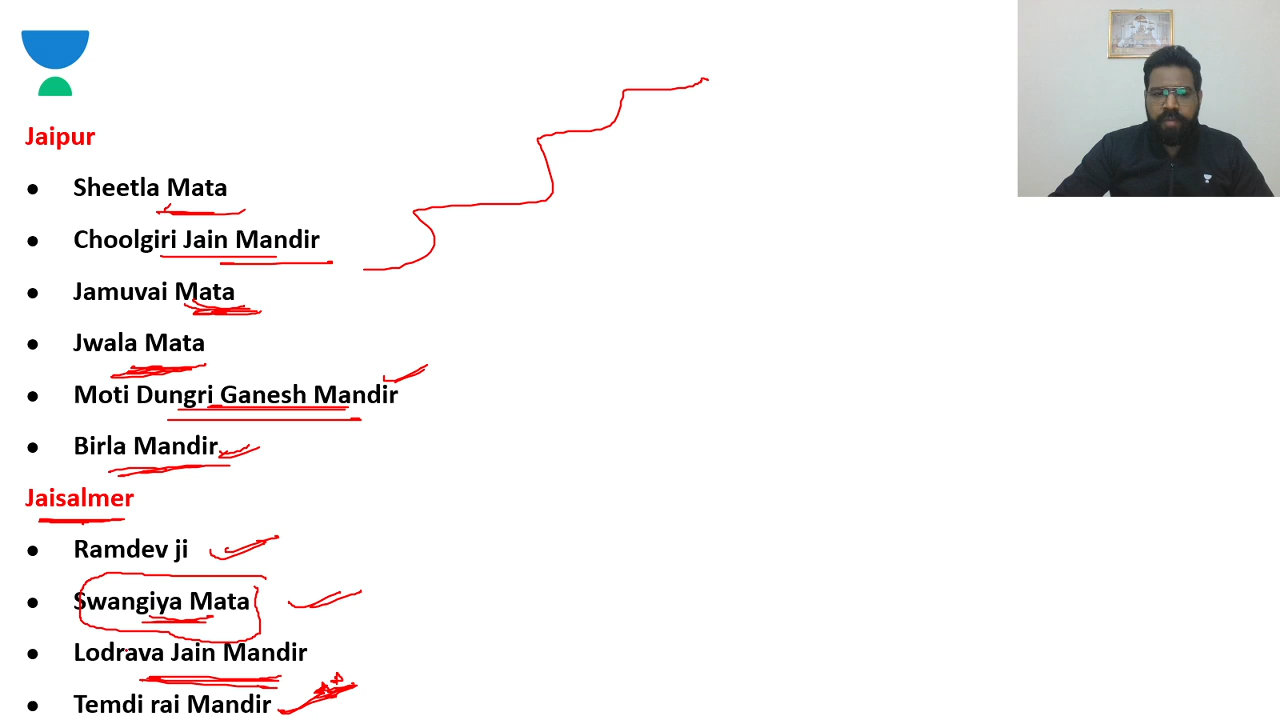 Jaipur
● Sheetla Mata
● Choolgiri Jain Mandir
● Jamuvai Mata
● Jwala Mata
● Moti Dungri Ganesh Mandir
● Birla Mandir
Jaisalmer
● Ramdev ji
● Swangiya Mata
● Lodrava Jain Mandir
● Temdi rai Mandir